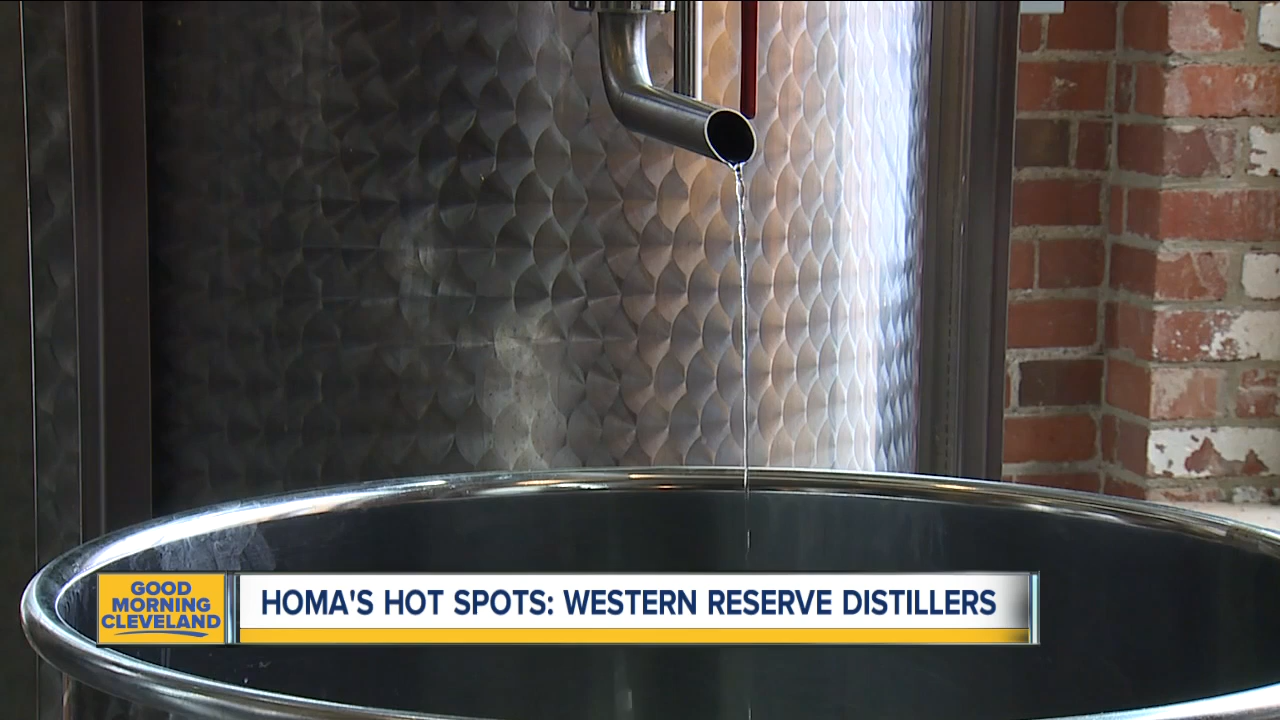 GOOD
MORNING
CLEVELAND
HOMA'S HOT SPOTS: WESTERN RESERVE DISTILLERS